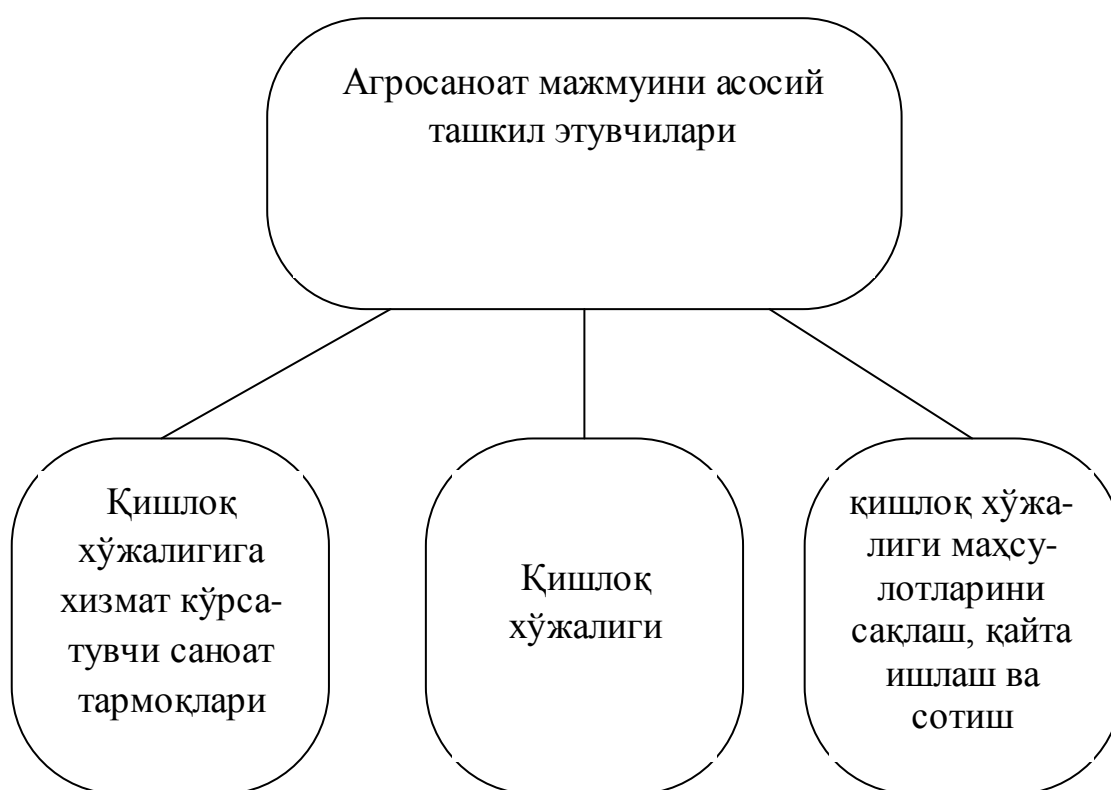 Агросаноат мажмуини асосий
ташкил этувчилари
Қишлоқ
хўжалигига
хизмат кўрса-
тувчи саноат
тармоқлари
Қишлоқ
хўжалиги
қишлоқ хўжа-
лиги маҳсу-
лотларини
сақлаш, қайта
ишлаш ва
сотиш